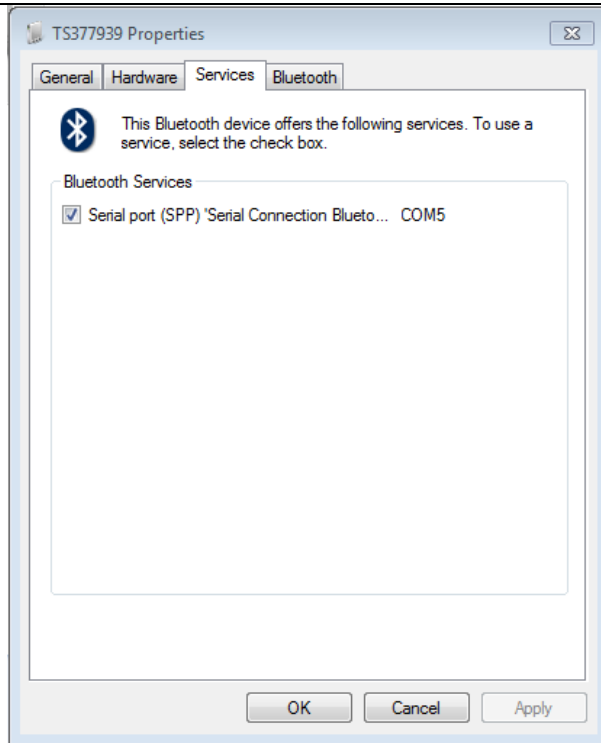 TS377939 Properties
General Hardware Services Bluetooth
This Bluetooth device offers the following services. To use a
service, select the check box.
Bluetooth Services
Serial port (SPP) 'Serial Connection Blueto... COM5
OK Cancel Apply